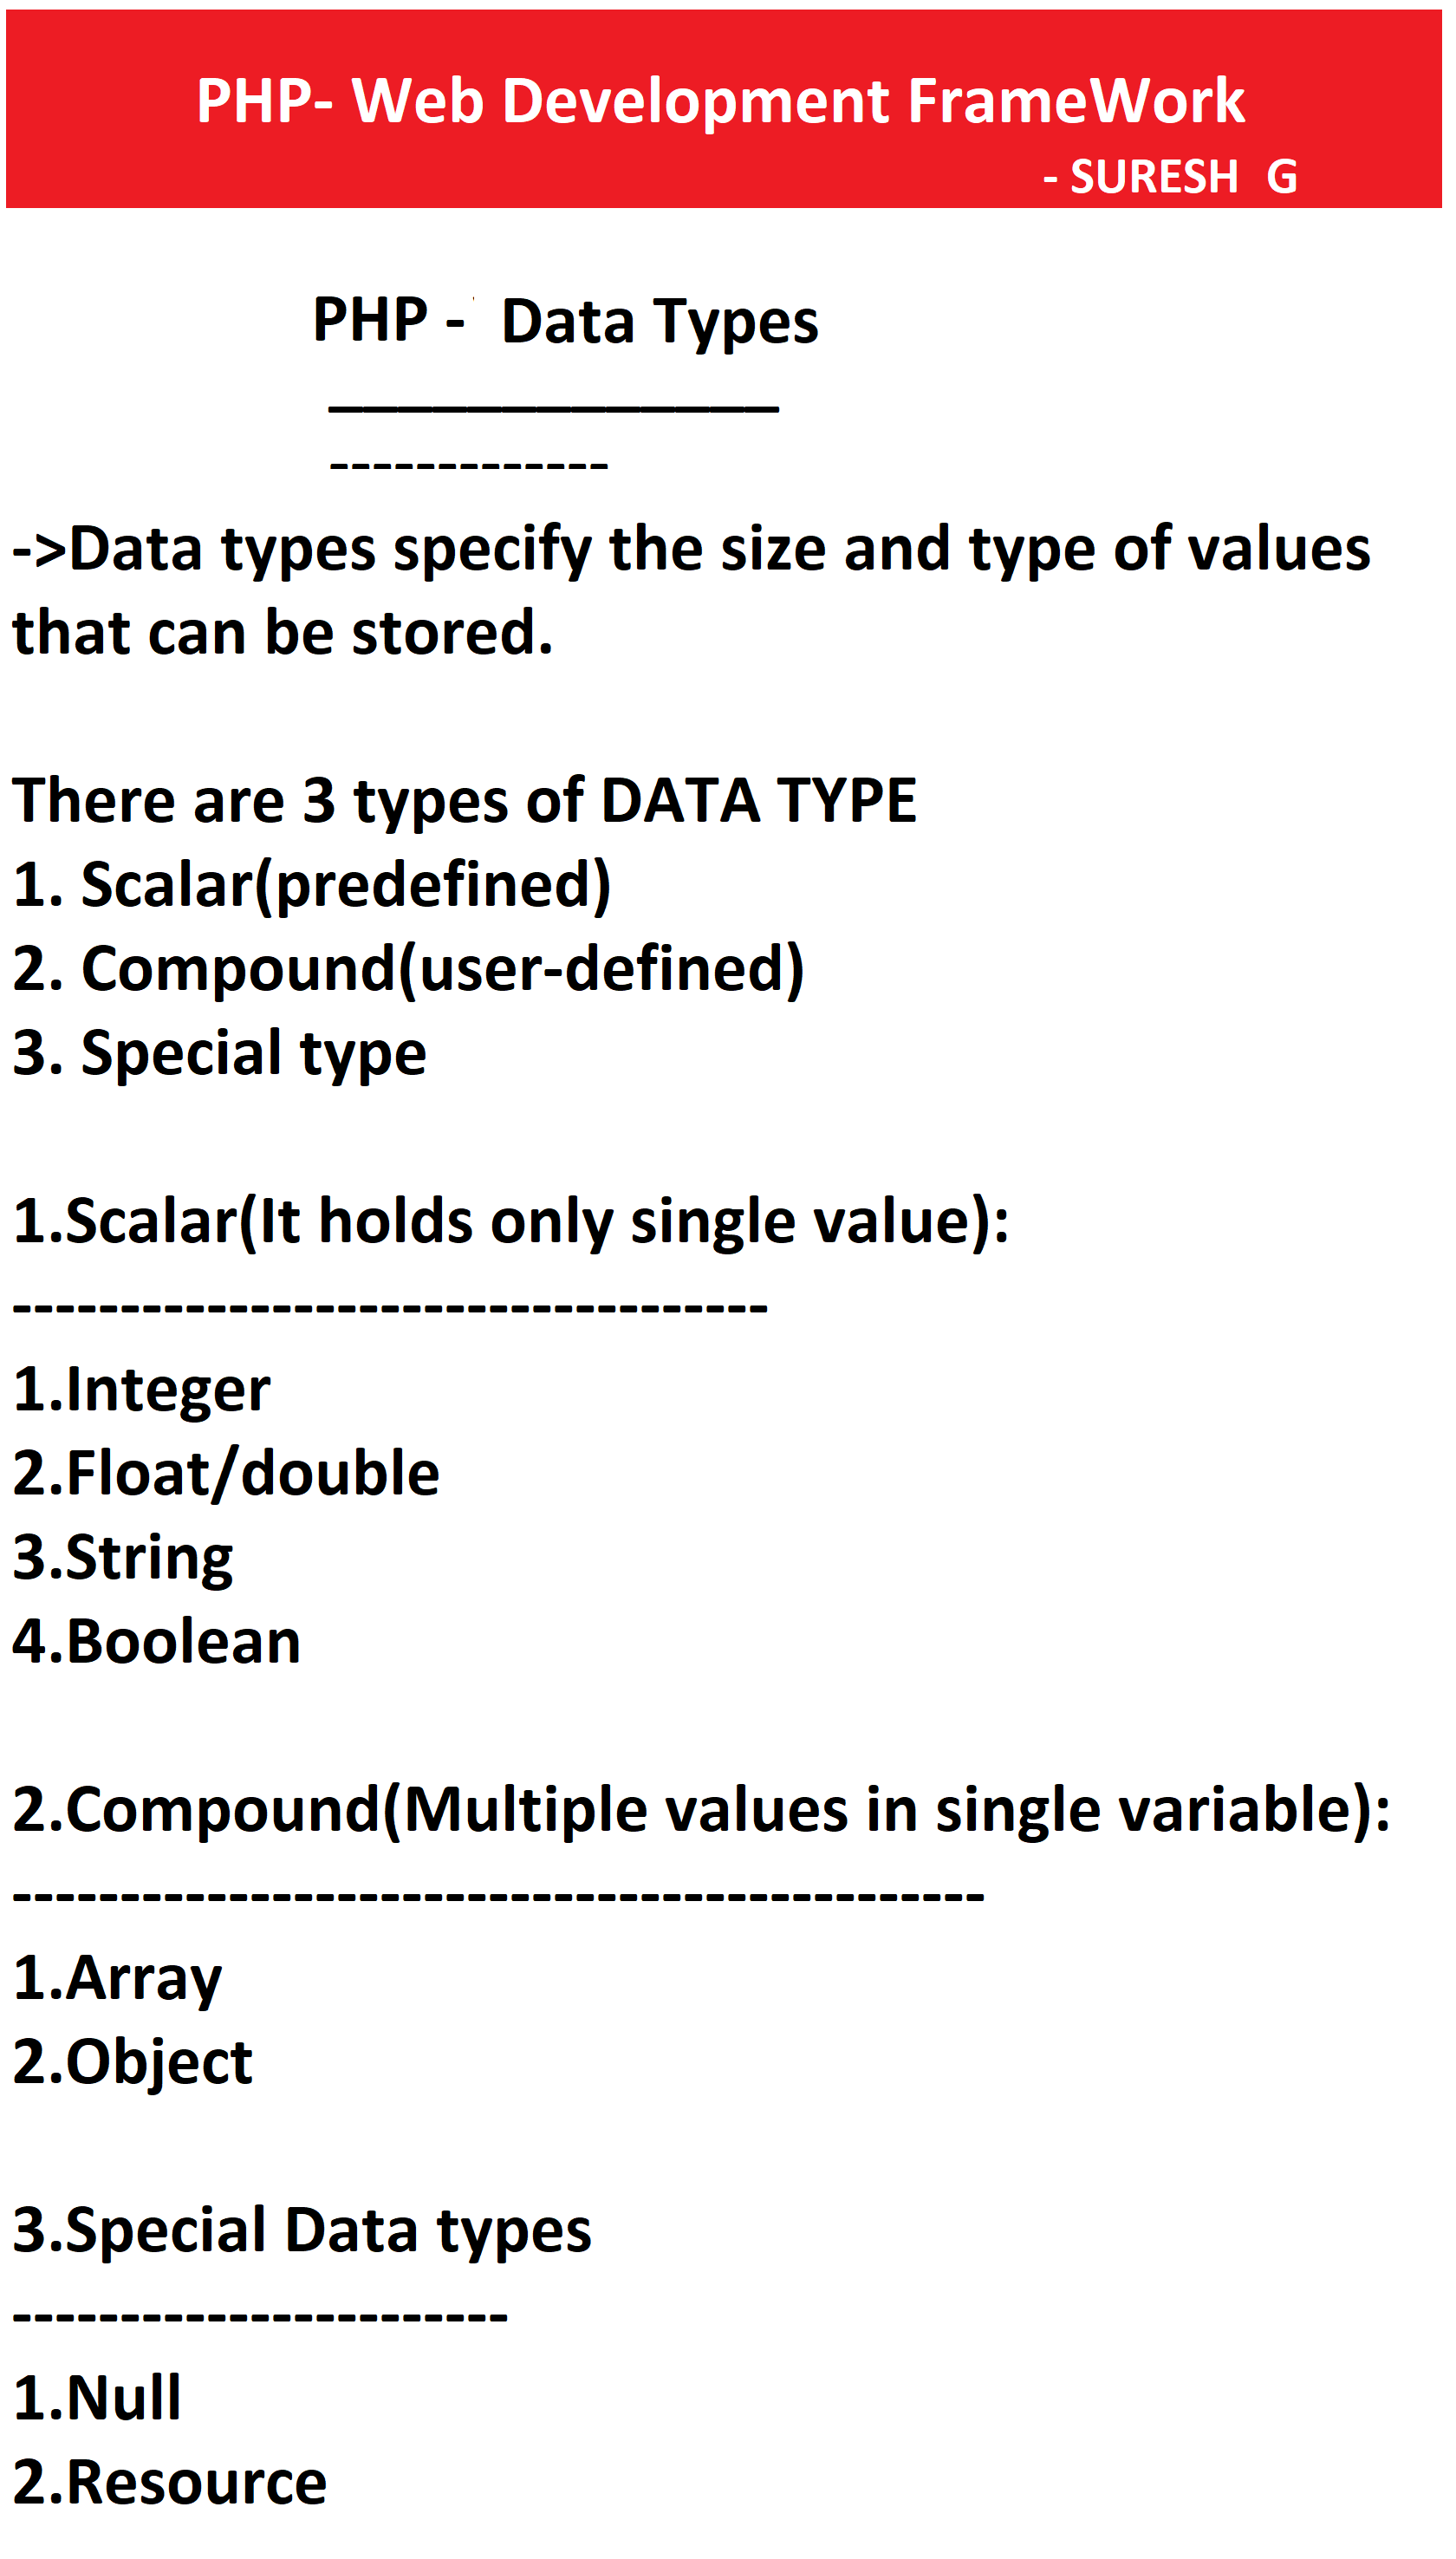 PHP- Web Development FrameWork
- SURESH  G
PHP -  Data Types
_____________
-------------
->Data types specify the size and type of values
that can be stored.
There are 3 types of DATA TYPE
1. Scalar(predefined)
2. Compound(user-defined)
3. Special type
1.Scalar(It holds only single value):
-----------------------------------
1.Integer
2.Float/double
3.String
4.Boolean
2.Compound(Multiple values in single variable):
---------------------------------------------
1.Array
2.Object
3.Special Data types
-----------------------
1.Null
2.Resource